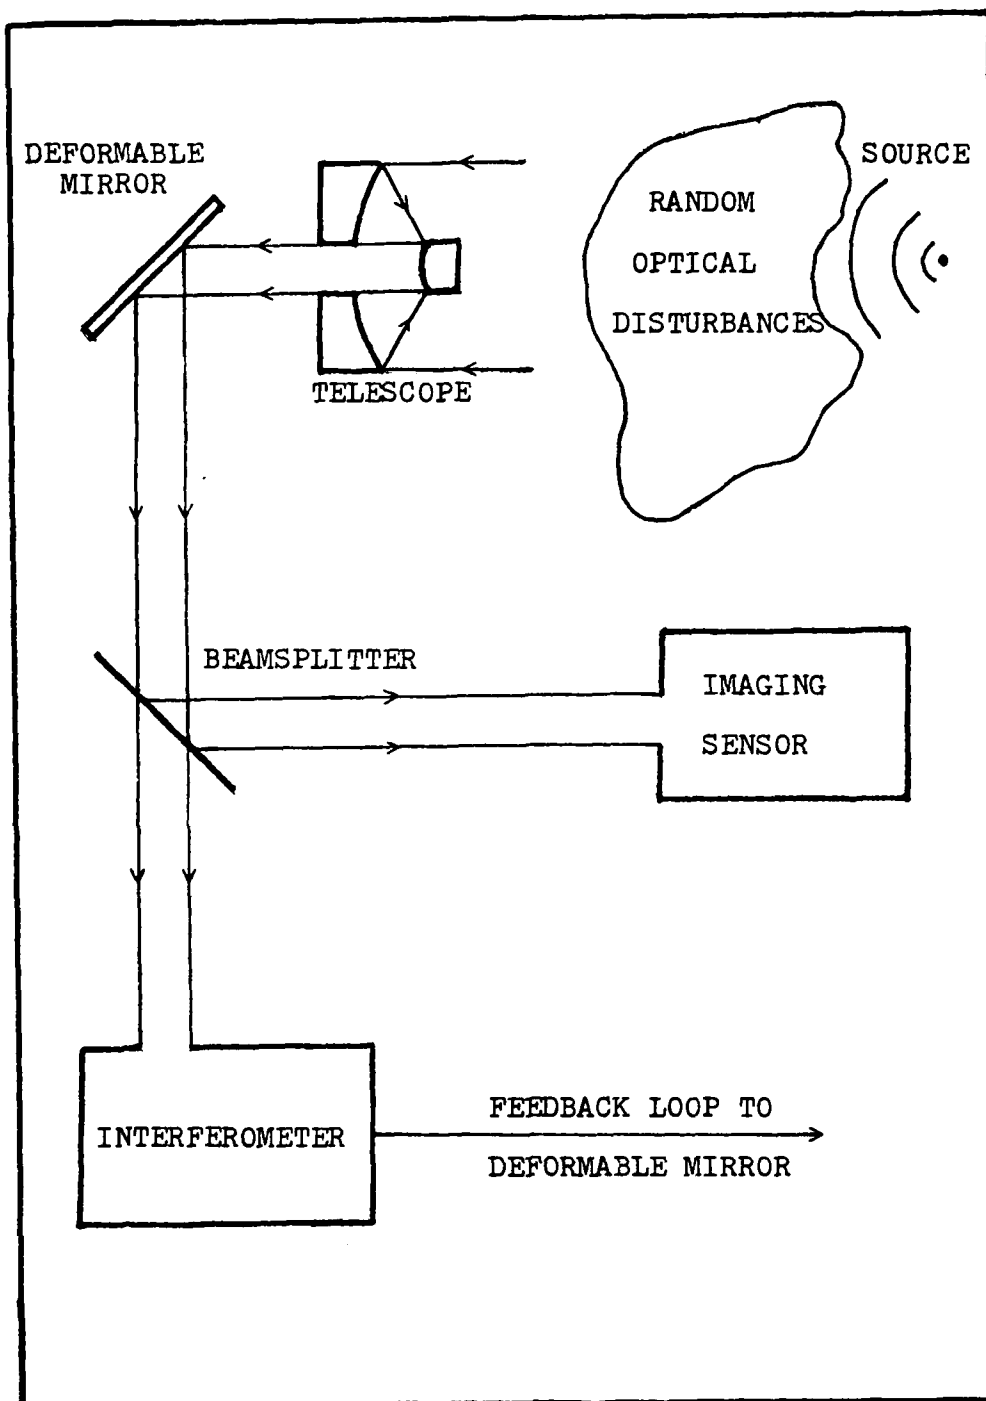 DEFORMABLE
MIRROR
SOURCE
RANDOM
OPTICAL
DISTURBANCES
TELESCOPE
BEAMSPLITTER
IMAGING
SENSOR
INTERFEROMETER
FEEDBACK LOOP TO
DEFORMABLE MIRROR